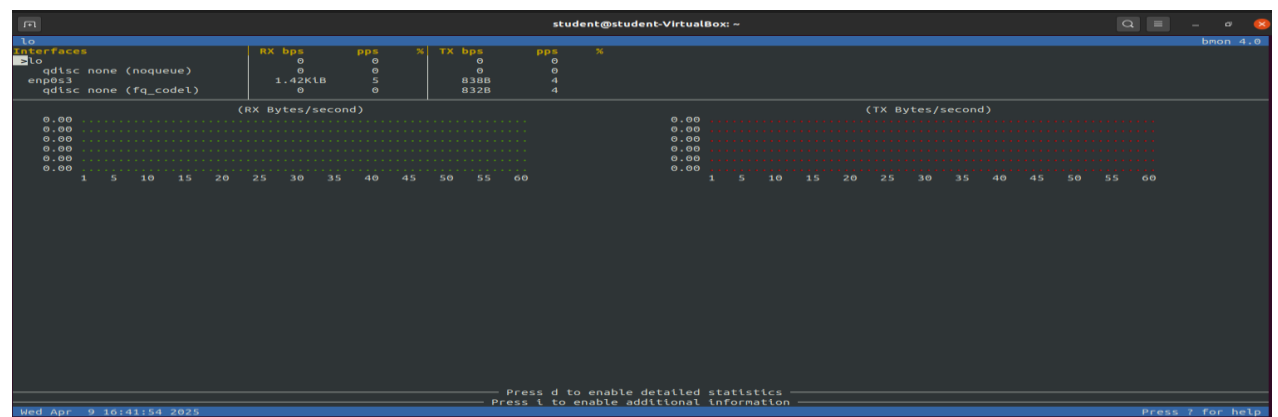 student@student-VirtualBox: ~
lo bmon 4.0
Interfaces RX bps pps % TX bps pps %
>lo 0 0 0 0
qdisc none (noqueue) 0 0 0 0
enp0s3 1.42KiB 5 838B 4
qdisc none (fq_codel) 0 0 832B 4
(RX Bytes/second) (TX Bytes/second)
0.00 0.00
0.00 0.00
0.00 0.00
0.00 0.00
0.00 0.00
0.00 0.00
1 5 10 15 20 25 30 35 40 45 50 55 60 1 5 10 15 20 25 30 35 40 45 50 55 60
Press d to enable detailed statistics
Press i to enable additional information
Wed Apr 9 16:41:54 2025 Press ? for help